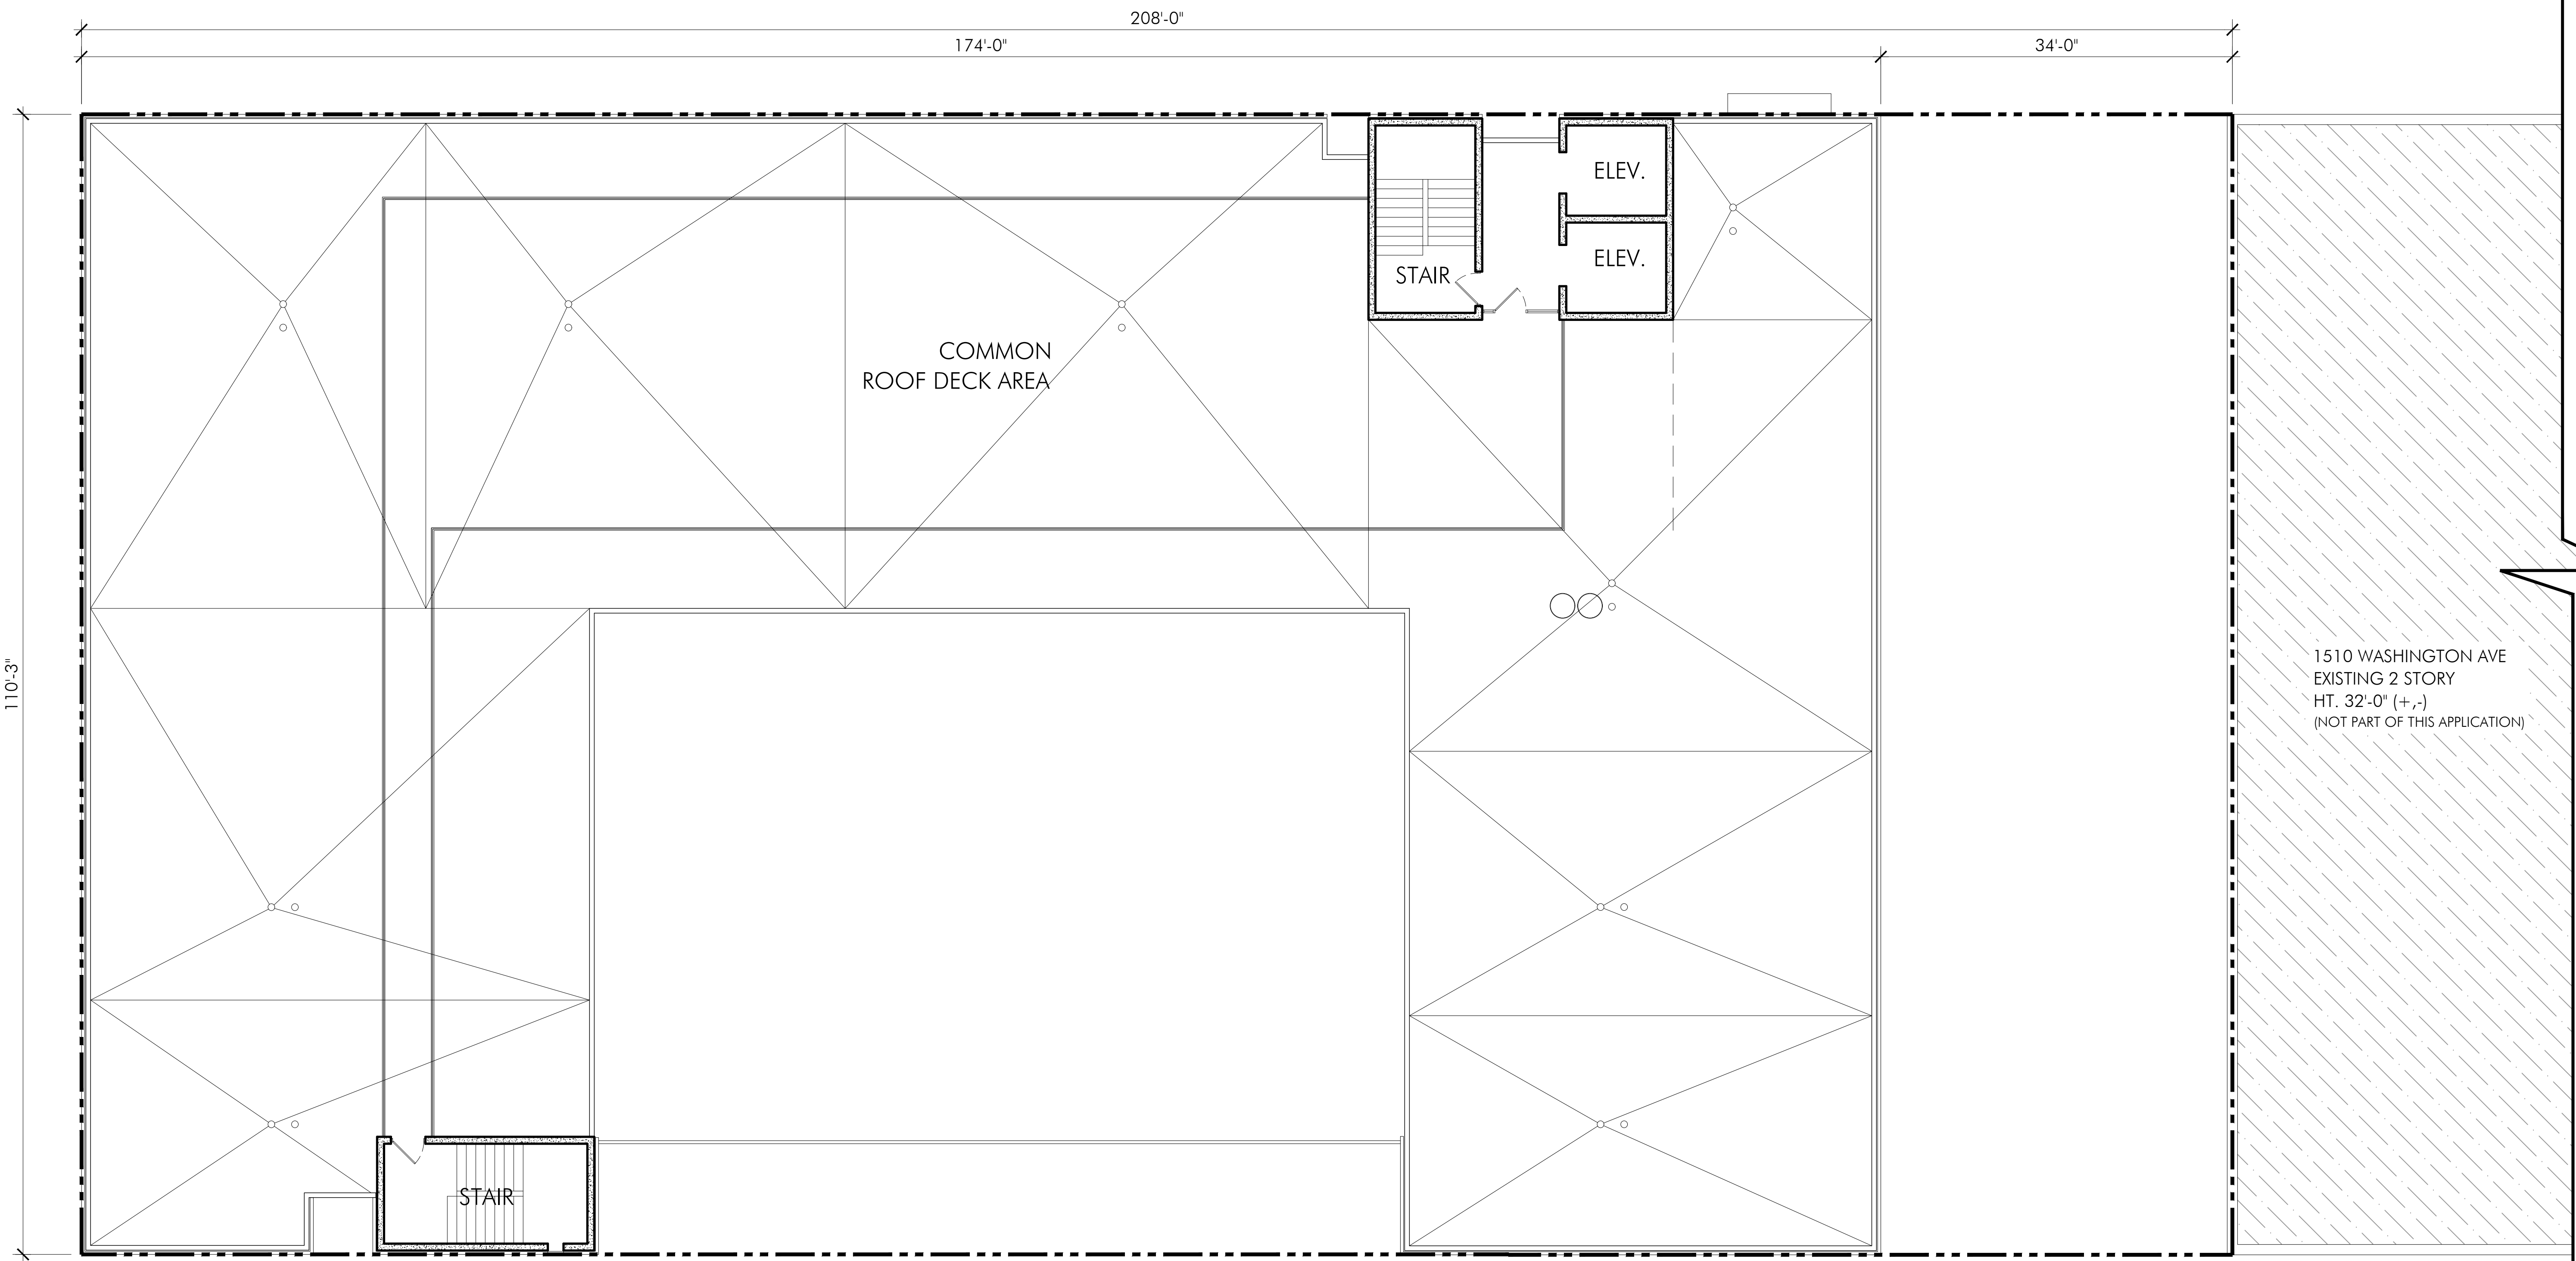 208'-0"
174'-0"
34'-0"
110'-3"
ELEV.
ELEV.
STAIR
COMMON
ROOF DECK AREA
1510 WASHINGTON AVE
EXISTING 2 STORY
HT. 32'-0" (+,-)
(NOT PART OF THIS APPLICATION)
STAIR